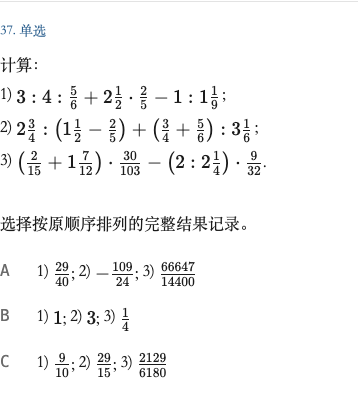 37. 单选
计算：
1) 3 : 4 : 5/6 + 2 1/2 · 2/5 − 1 : 1 1/9 ;
2) 2 3/4 : (1 1/2 − 2/5) + (3/4 + 5/6) : 3 1/6 ;
3) (2/15 + 1 7/12) · 30/103 − (2 : 2 1/4) · 9/32 .
选择按原顺序排列的完整结果记录。
A 1) 29/40; 2) − 109/24; 3) 66647/14400
B 1) 1; 2) 3; 3) 1/4
C 1) 9/10; 2) 29/15; 3) 2129/6180